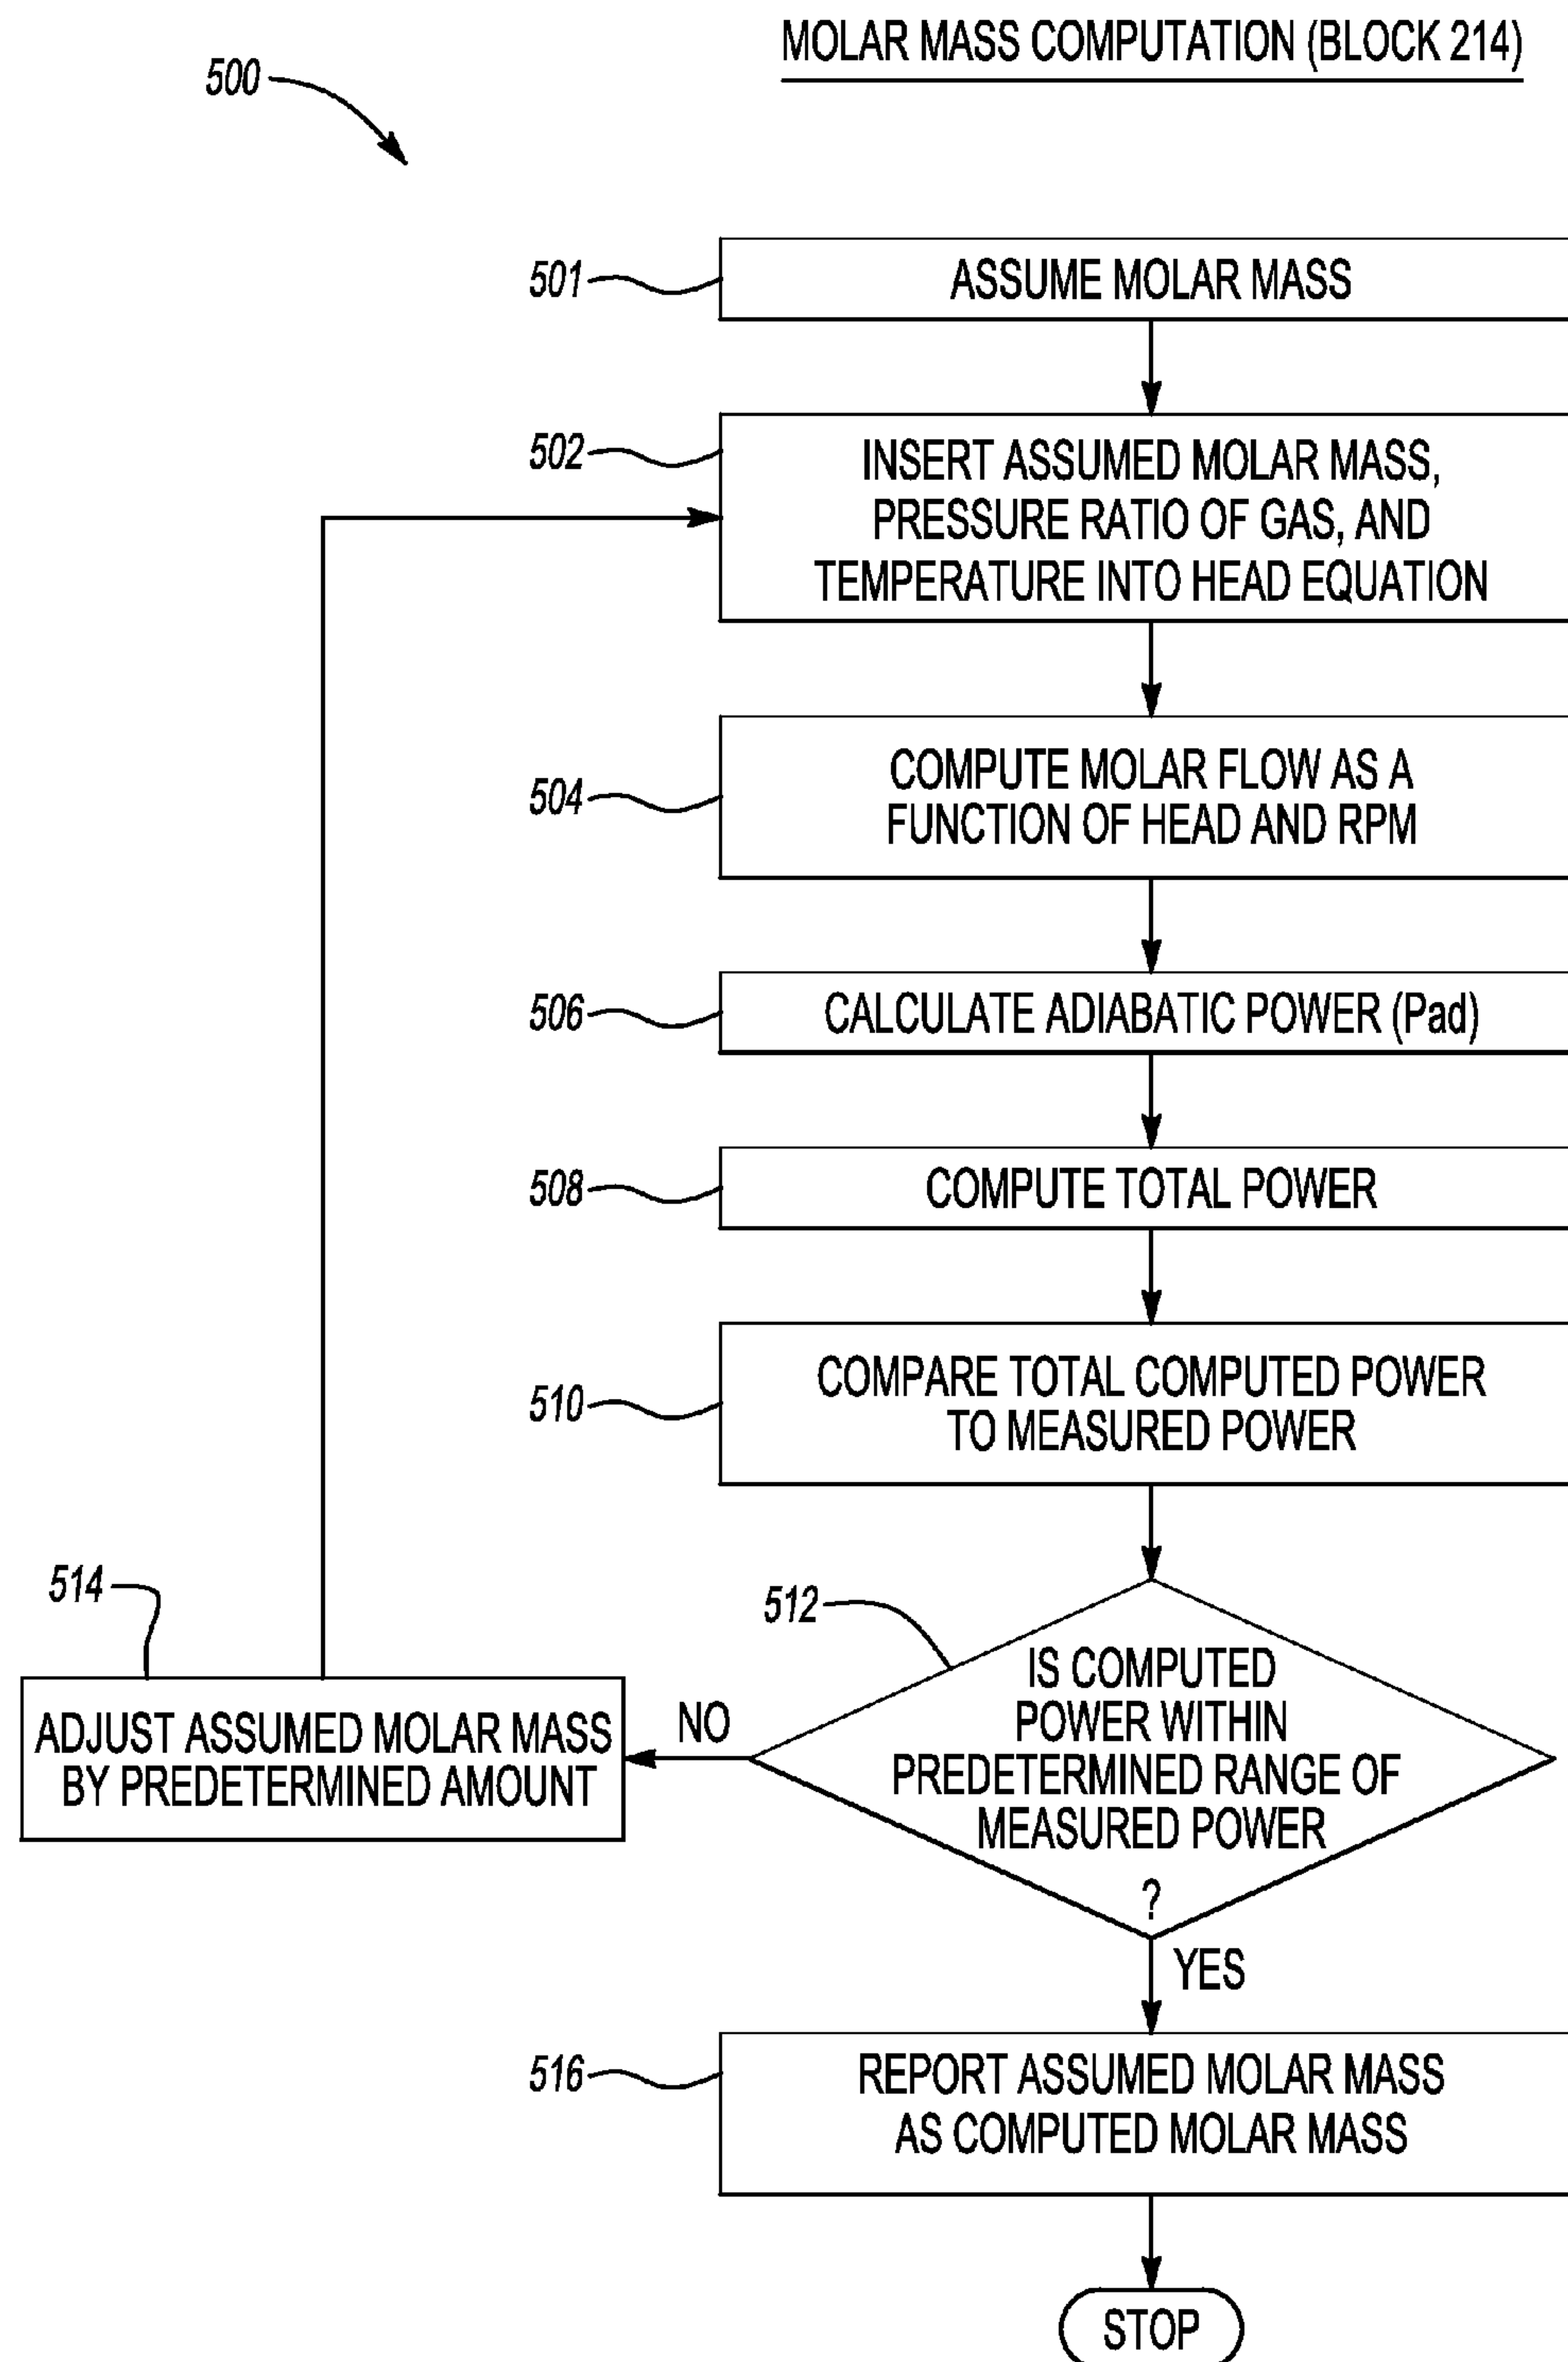 MOLAR MASS COMPUTATION (BLOCK 214)
500
501
ASSUME MOLAR MASS
502
INSERT ASSUMED MOLAR MASS,
PRESSURE RATIO OF GAS, AND
TEMPERATURE INTO HEAD EQUATION
504
COMPUTE MOLAR FLOW AS A
FUNCTION OF HEAD AND RPM
506
CALCULATE ADIABATIC POWER (Pad)
508
COMPUTE TOTAL POWER
510
COMPARE TOTAL COMPUTED POWER
TO MEASURED POWER
512
IS COMPUTED
POWER WITHIN
PREDETERMINED RANGE OF
MEASURED POWER
?
NO
514
ADJUST ASSUMED MOLAR MASS
BY PREDETERMINED AMOUNT
YES
516
REPORT ASSUMED MOLAR MASS
AS COMPUTED MOLAR MASS
STOP